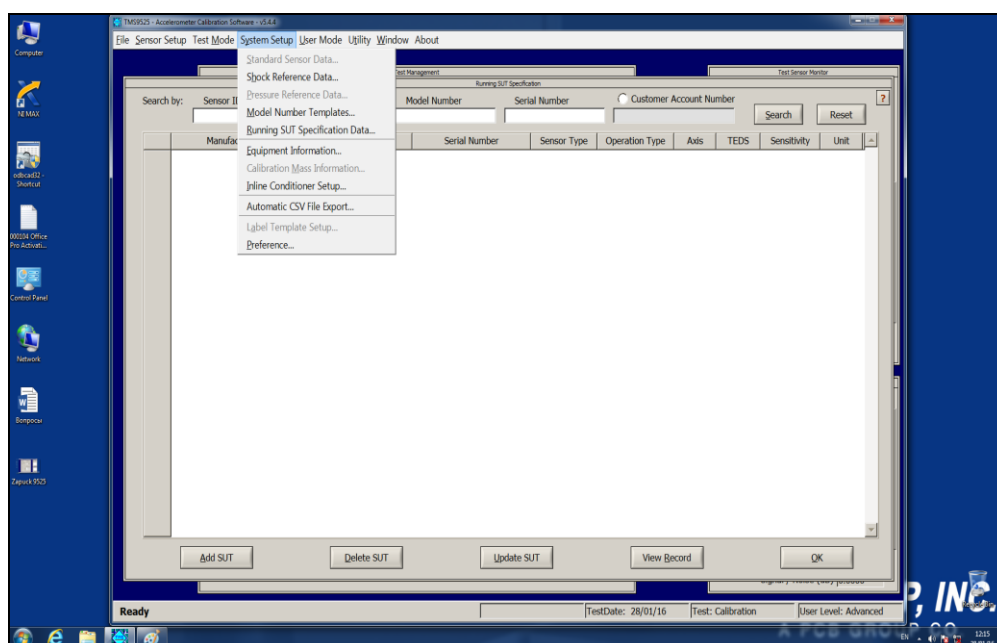 TMS9525 - Accelerometer Calibration Software - v5.4.4
File Sensor Setup Test Mode System Setup User Mode Utility Window About
Computer
NI MAX
odbcad32 - Shortcut
000104 Office
Pro Activati...
Control Panel
Network
Вопросы
Zapuck 9525
Standard Sensor Data...
Shock Reference Data...
Pressure Reference Data...
Model Number Templates...
Running SUT Specification Data...
Equipment Information...
Calibration Mass Information...
Inline Conditioner Setup...
Automatic CSV File Export...
Label Template Setup...
Preference...
Test Management
Test Sensor Monitor
Running SUT Specification
Search by: Sensor I Model Number Serial Number Customer Account Number ?
Search Reset
Manufac Serial Number Sensor Type Operation Type Axis TEDS Sensitivity Unit
Add SUT Delete SUT Update SUT View Record OK
Ready TestDate: 28/01/16 Test: Calibration User Level: Advanced
P, INC.
A PCB GROUP CO
EN 12:15